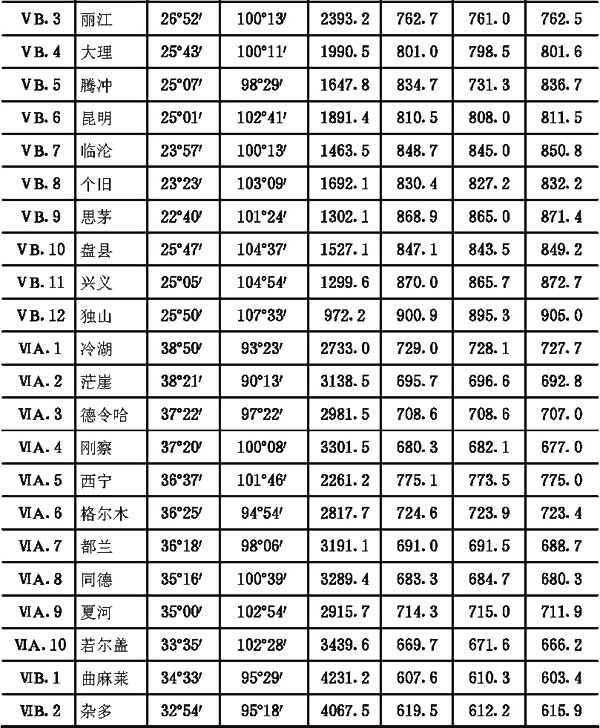 ⅤB.3 丽江 26°52′ 100°13′ 2393.2 762.7 761.0 762.5
ⅤB.4 大理 25°43′ 100°11′ 1990.5 801.0 798.5 801.6
ⅤB.5 腾冲 25°07′ 98°29′ 1647.8 834.7 731.3 836.7
ⅤB.6 昆明 25°01′ 102°41′ 1891.4 810.5 808.0 811.5
ⅤB.7 临沧 23°57′ 100°13′ 1463.5 848.7 845.0 850.8
ⅤB.8 个旧 23°23′ 103°09′ 1692.1 830.4 827.2 832.2
ⅤB.9 思茅 22°40′ 101°24′ 1302.1 868.9 865.0 871.4
ⅤB.10 盘县 25°47′ 104°37′ 1527.1 847.1 843.5 849.2
ⅤB.11 兴义 25°05′ 104°54′ 1299.6 870.0 865.7 872.7
ⅤB.12 独山 25°50′ 107°33′ 972.2 900.9 895.3 905.0
ⅥA.1 冷湖 38°50′ 93°23′ 2733.0 729.0 728.1 727.7
ⅥA.2 茫崖 38°21′ 90°13′ 3138.5 695.7 696.6 692.8
ⅥA.3 德令哈 37°22′ 97°22′ 2981.5 708.6 708.6 707.0
ⅥA.4 刚察 37°20′ 100°08′ 3301.5 680.3 682.1 677.0
ⅥA.5 西宁 36°37′ 101°46′ 2261.2 775.1 773.5 775.0
ⅥA.6 格尔木 36°25′ 94°54′ 2817.7 724.6 723.9 723.4
ⅥA.7 都兰 36°18′ 98°06′ 3191.1 691.0 691.5 688.7
ⅥA.8 同德 35°16′ 100°39′ 3289.4 683.3 684.7 680.3
ⅥA.9 夏河 35°00′ 102°54′ 2915.7 714.3 715.0 711.9
ⅥA.10 若尔盖 33°35′ 102°28′ 3439.6 669.7 671.6 666.2
ⅥB.1 曲麻莱 34°33′ 95°29′ 4231.2 607.6 610.3 603.4
ⅥB.2 杂多 32°54′ 95°18′ 4067.5 619.5 612.2 615.9